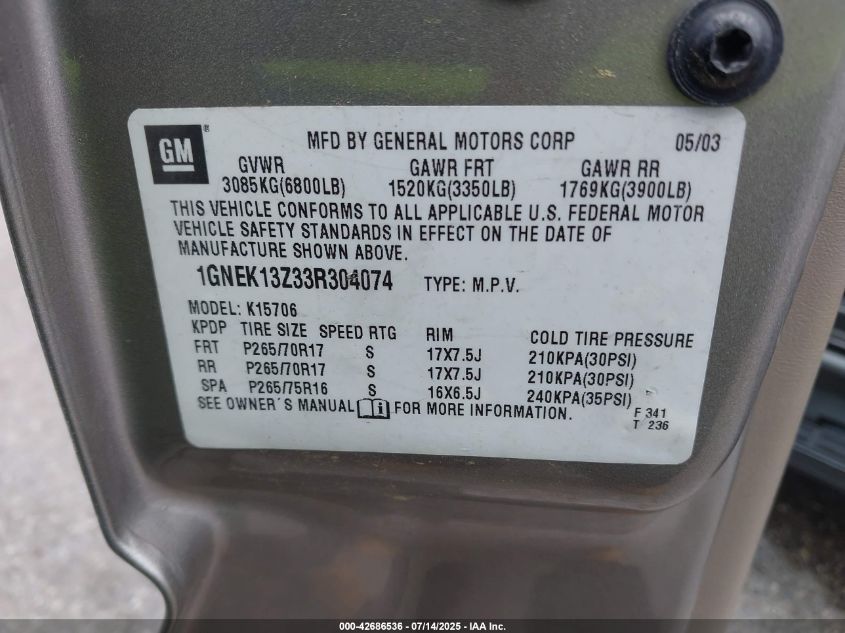 GM ® MFD BY GENERAL MOTORS CORP 05/03
GVWR GAWR FRT GAWR RR
3085KG(6800LB) 1520KG(3350LB) 1769KG(3900LB)
THIS VEHICLE CONFORMS TO ALL APPLICABLE U.S. FEDERAL MOTOR
VEHICLE SAFETY STANDARDS IN EFFECT ON THE DATE OF
MANUFACTURE SHOWN ABOVE.
1GNEK13Z33R304074 TYPE: M.P.V.
MODEL: K15706
KPDP TIRE SIZE SPEED RTG RIM COLD TIRE PRESSURE
FRT P265/70R17 S 17X7.5J 210KPA(30PSI)
RR P265/70R17 S 17X7.5J 210KPA(30PSI)
SPA P265/75R16 S 16X6.5J 240KPA(35PSI)
SEE OWNER´S MANUAL FOR MORE INFORMATION.
F 341
T 236
000-42686536 - 07/14/2025 - IAA Inc.